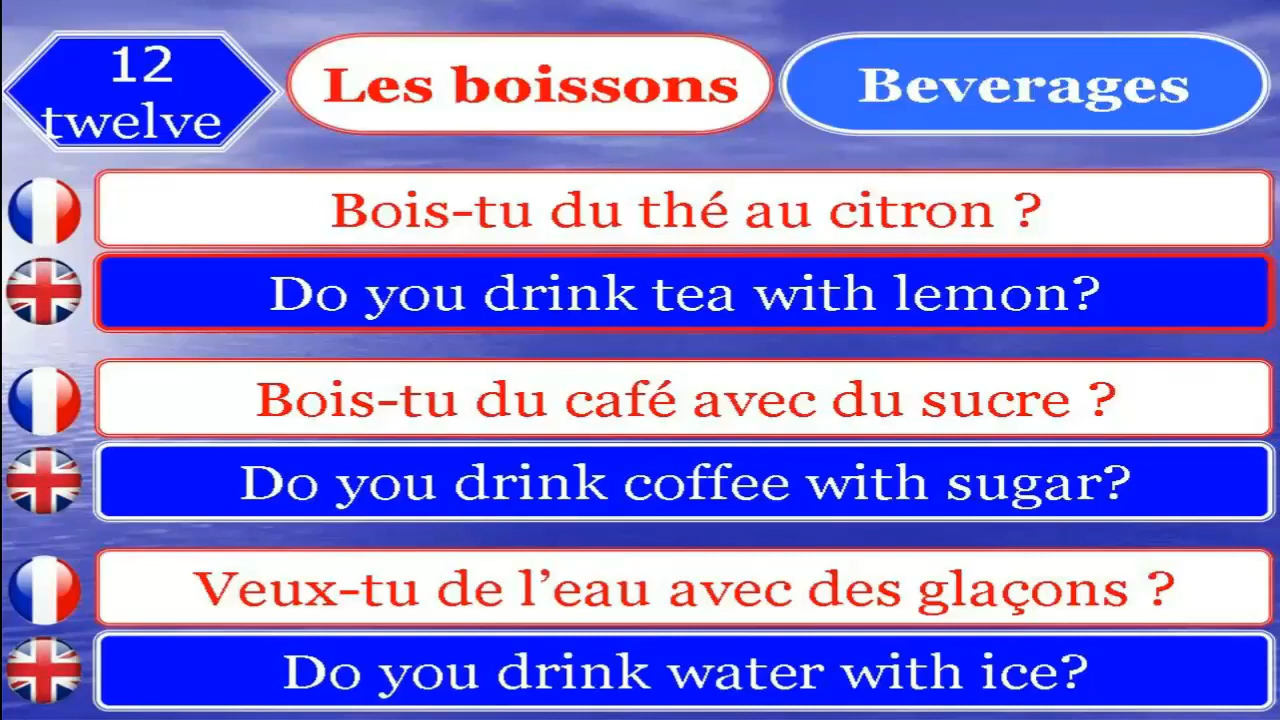 12
twelve
Les boissons
Beverages
Bois-tu du thé au citron ?
Do you drink tea with lemon?
Bois-tu du café avec du sucre ?
Do you drink coffee with sugar?
Veux-tu de l’eau avec des glaçons ?
Do you drink water with ice?